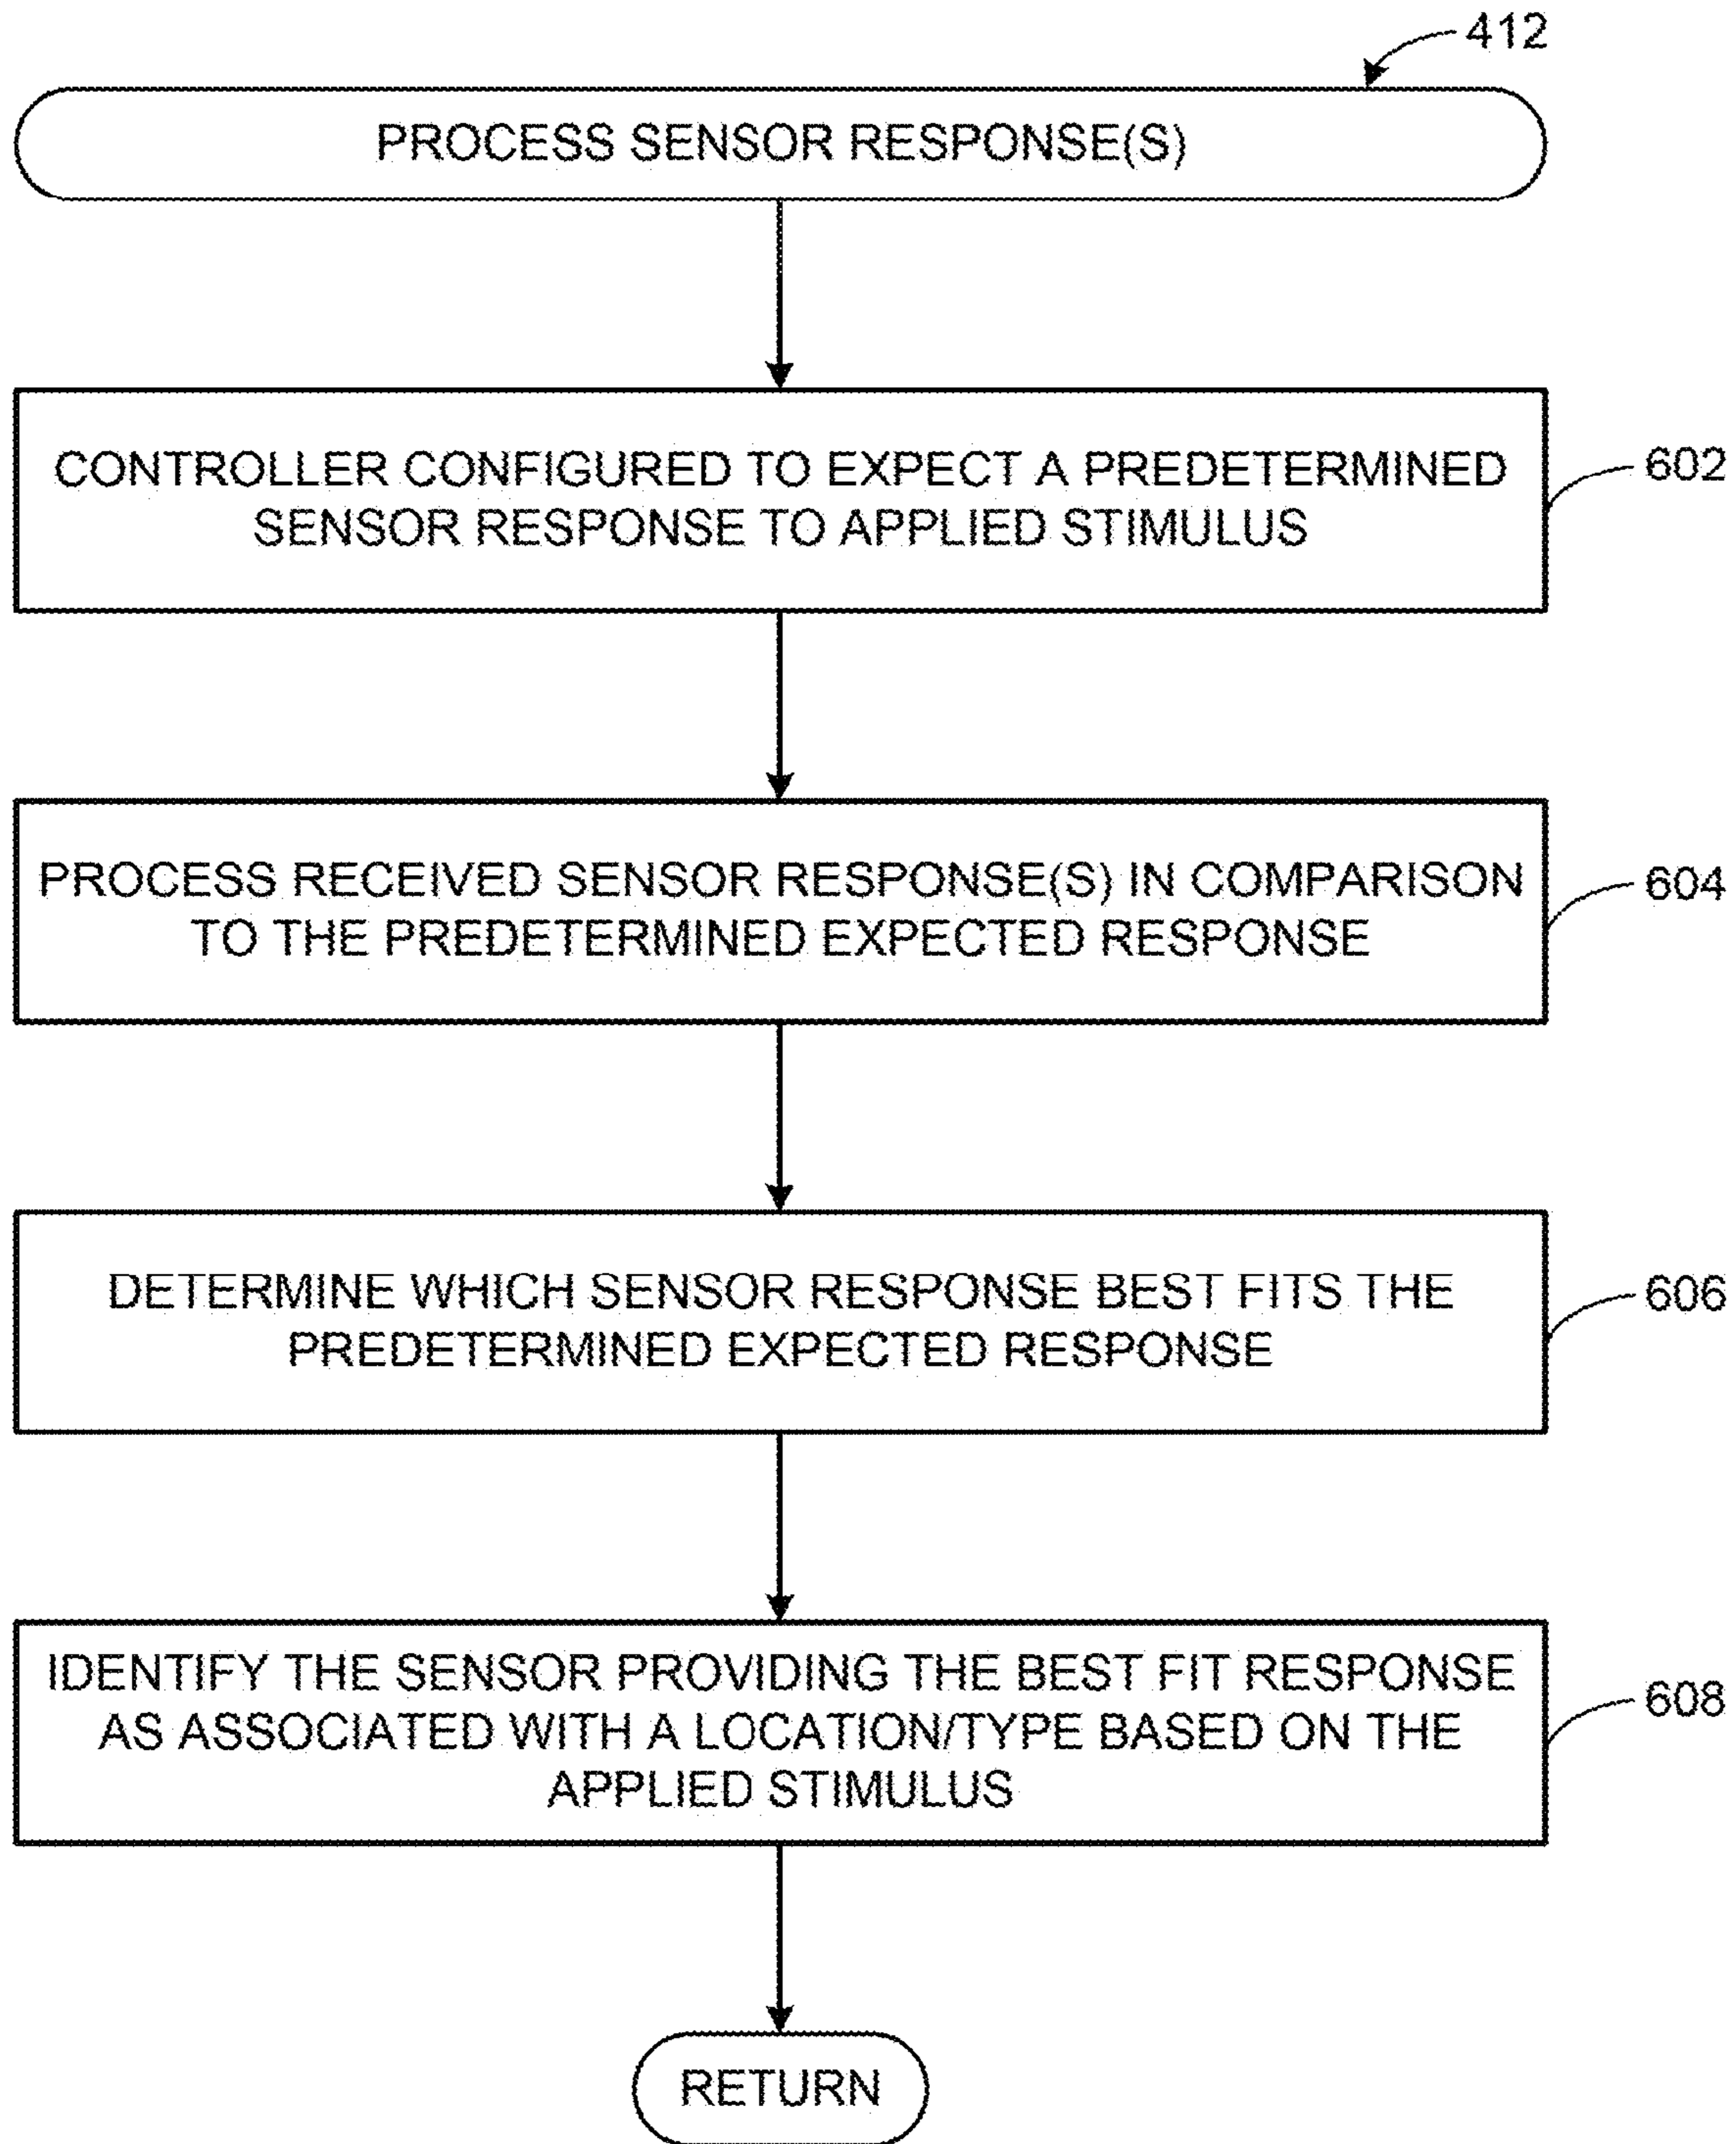 412
PROCESS SENSOR RESPONSE(S)
CONTROLLER CONFIGURED TO EXPECT A PREDETERMINED
SENSOR RESPONSE TO APPLIED STIMULUS
602
PROCESS RECEIVED SENSOR RESPONSE(S) IN COMPARISON
TO THE PREDETERMINED EXPECTED RESPONSE
604
DETERMINE WHICH SENSOR RESPONSE BEST FITS THE
PREDETERMINED EXPECTED RESPONSE
606
IDENTIFY THE SENSOR PROVIDING THE BEST FIT RESPONSE
AS ASSOCIATED WITH A LOCATION/TYPE BASED ON THE
APPLIED STIMULUS
608
RETURN